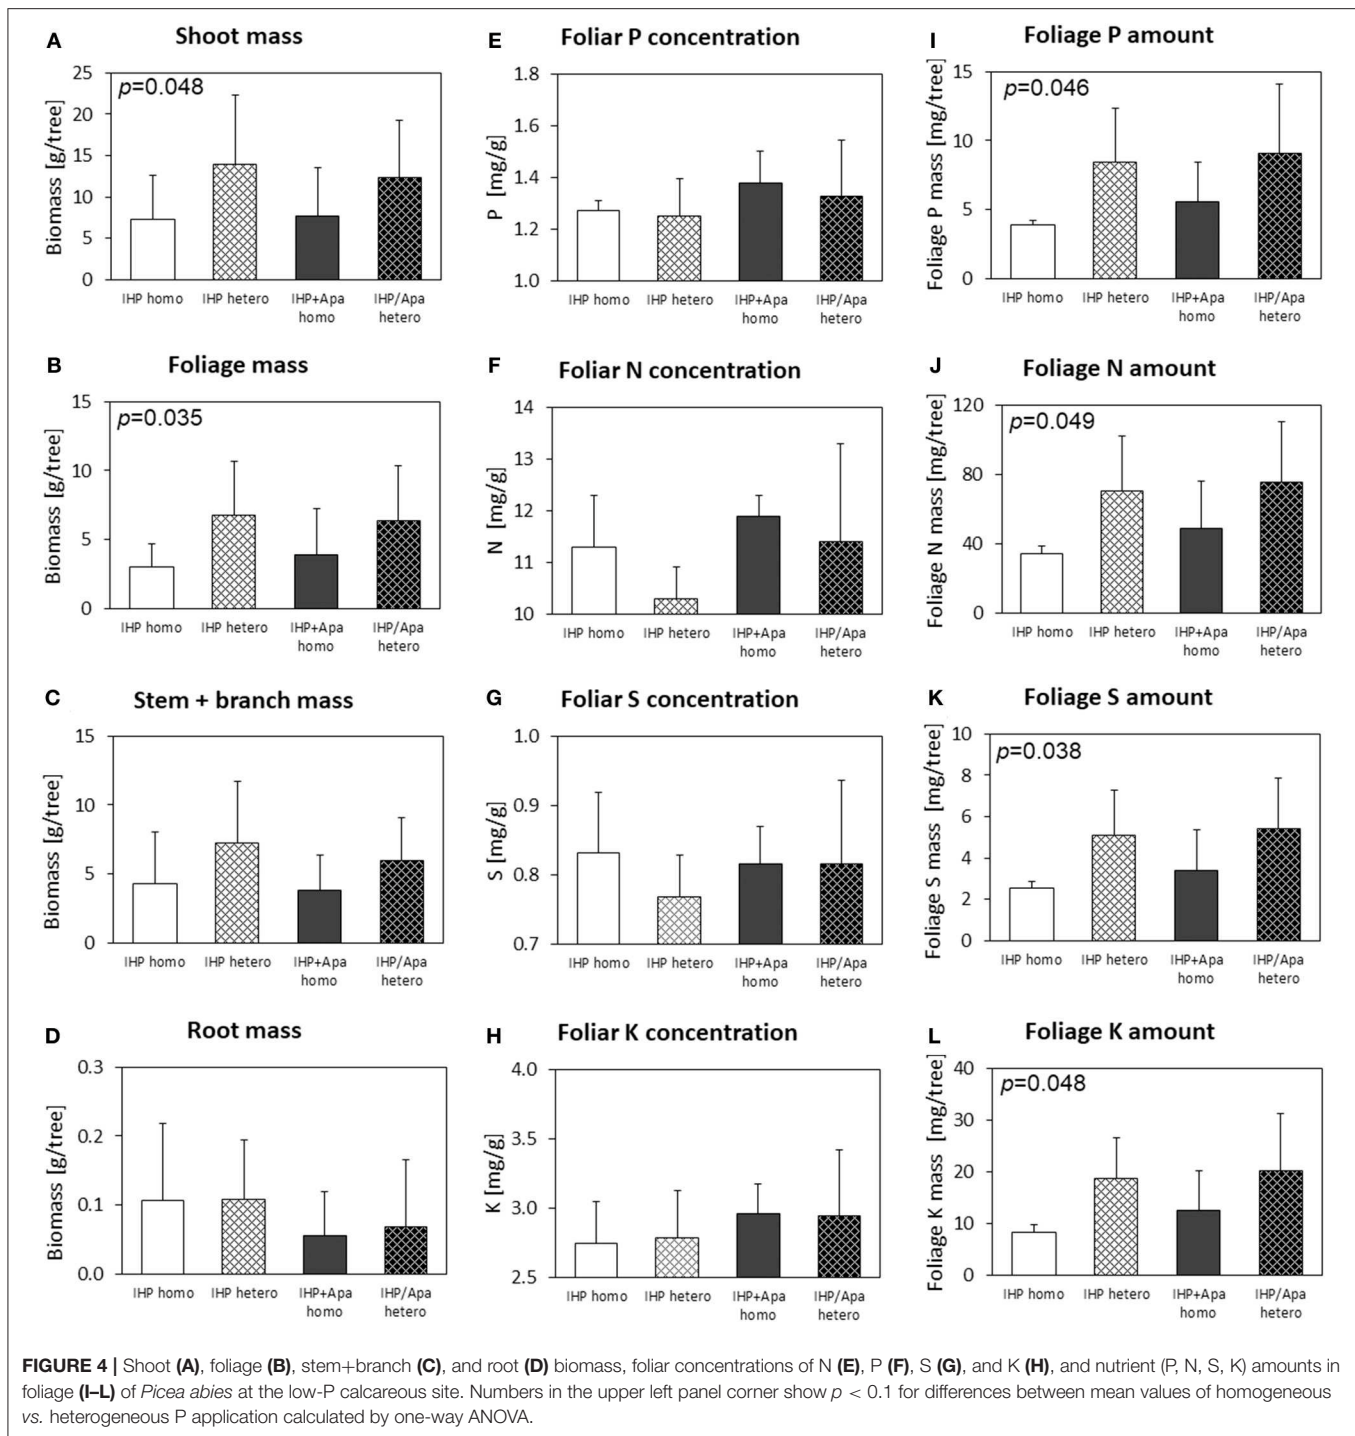 A
Shoot mass
Biomass [g/tree]
p=0.048
25
20
15
10
5
0
IHP homo
IHP hetero
IHP+Apa
homo
IHP/Apa
hetero
E
Foliar P concentration
P [mg/g]
1.8
1.6
1.4
1.2
1.0
IHP homo
IHP hetero
IHP+Apa
homo
IHP/Apa
hetero
I
Foliage P amount
Foliage P mass [mg/tree]
p=0.046
15
10
5
0
IHP homo
IHP hetero
IHP+Apa
homo
IHP/Apa
hetero
B
Foliage mass
Biomass [g/tree]
p=0.035
15
10
5
0
IHP homo
IHP hetero
IHP+Apa
homo
IHP/Apa
hetero
F
Foliar N concentration
N [mg/g]
14
13
12
11
10
IHP homo
IHP hetero
IHP+Apa
homo
IHP/Apa
hetero
J
Foliage N amount
Foliage N mass [mg/tree]
p=0.049
120
80
40
0
IHP homo
IHP hetero
IHP+Apa
homo
IHP/Apa
hetero
C
Stem + branch mass
Biomass [g/tree]
15
10
5
0
IHP homo
IHP hetero
IHP+Apa
homo
IHP/Apa
hetero
G
Foliar S concentration
S [mg/g]
1.0
0.9
0.8
0.7
IHP homo
IHP hetero
IHP+Apa
homo
IHP/Apa
hetero
K
Foliage S amount
Foliage S mass [mg/tree]
p=0.038
10
8
6
4
2
0
IHP homo
IHP hetero
IHP+Apa
homo
IHP/Apa
hetero
D
Root mass
Biomass [g/tree]
0.3
0.2
0.1
0.0
IHP homo
IHP hetero
IHP+Apa
homo
IHP/Apa
hetero
H
Foliar K concentration
K [mg/g]
4.0
3.5
3.0
2.5
IHP homo
IHP hetero
IHP+Apa
homo
IHP/Apa
hetero
L
Foliage K amount
Foliage K mass [mg/tree]
p=0.048
40
30
20
10
0
IHP homo
IHP hetero
IHP+Apa
homo
IHP/Apa
hetero
FIGURE 4 | Shoot (A), foliage (B), stem+branch (C), and root (D) biomass, foliar concentrations of N (E), P (F), S (G), and K (H), and nutrient (P, N, S, K) amounts in
foliage (I–L) of Picea abies at the low-P calcareous site. Numbers in the upper left panel corner show p < 0.1 for differences between mean values of homogeneous
vs. heterogeneous P application calculated by one-way ANOVA.